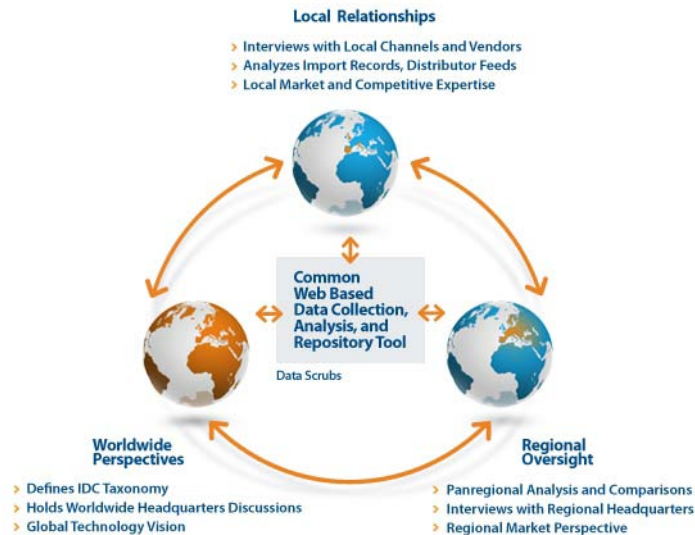 Local Relationships
> Interviews with Local Channels and Vendors
> Analyzes Import Records, Distributor Feeds
> Local Market and Competitive Expertise
Common
Web Based
Data Collection,
Analysis, and
Repository Tool
Data Scrubs
Worldwide
Perspectives
> Defines IDC Taxonomy
> Holds Worldwide Headquarters Discussions
> Global Technology Vision
Regional
Oversight
> Panregional Analysis and Comparisons
> Interviews with Regional Headquarters
> Regional Market Perspective